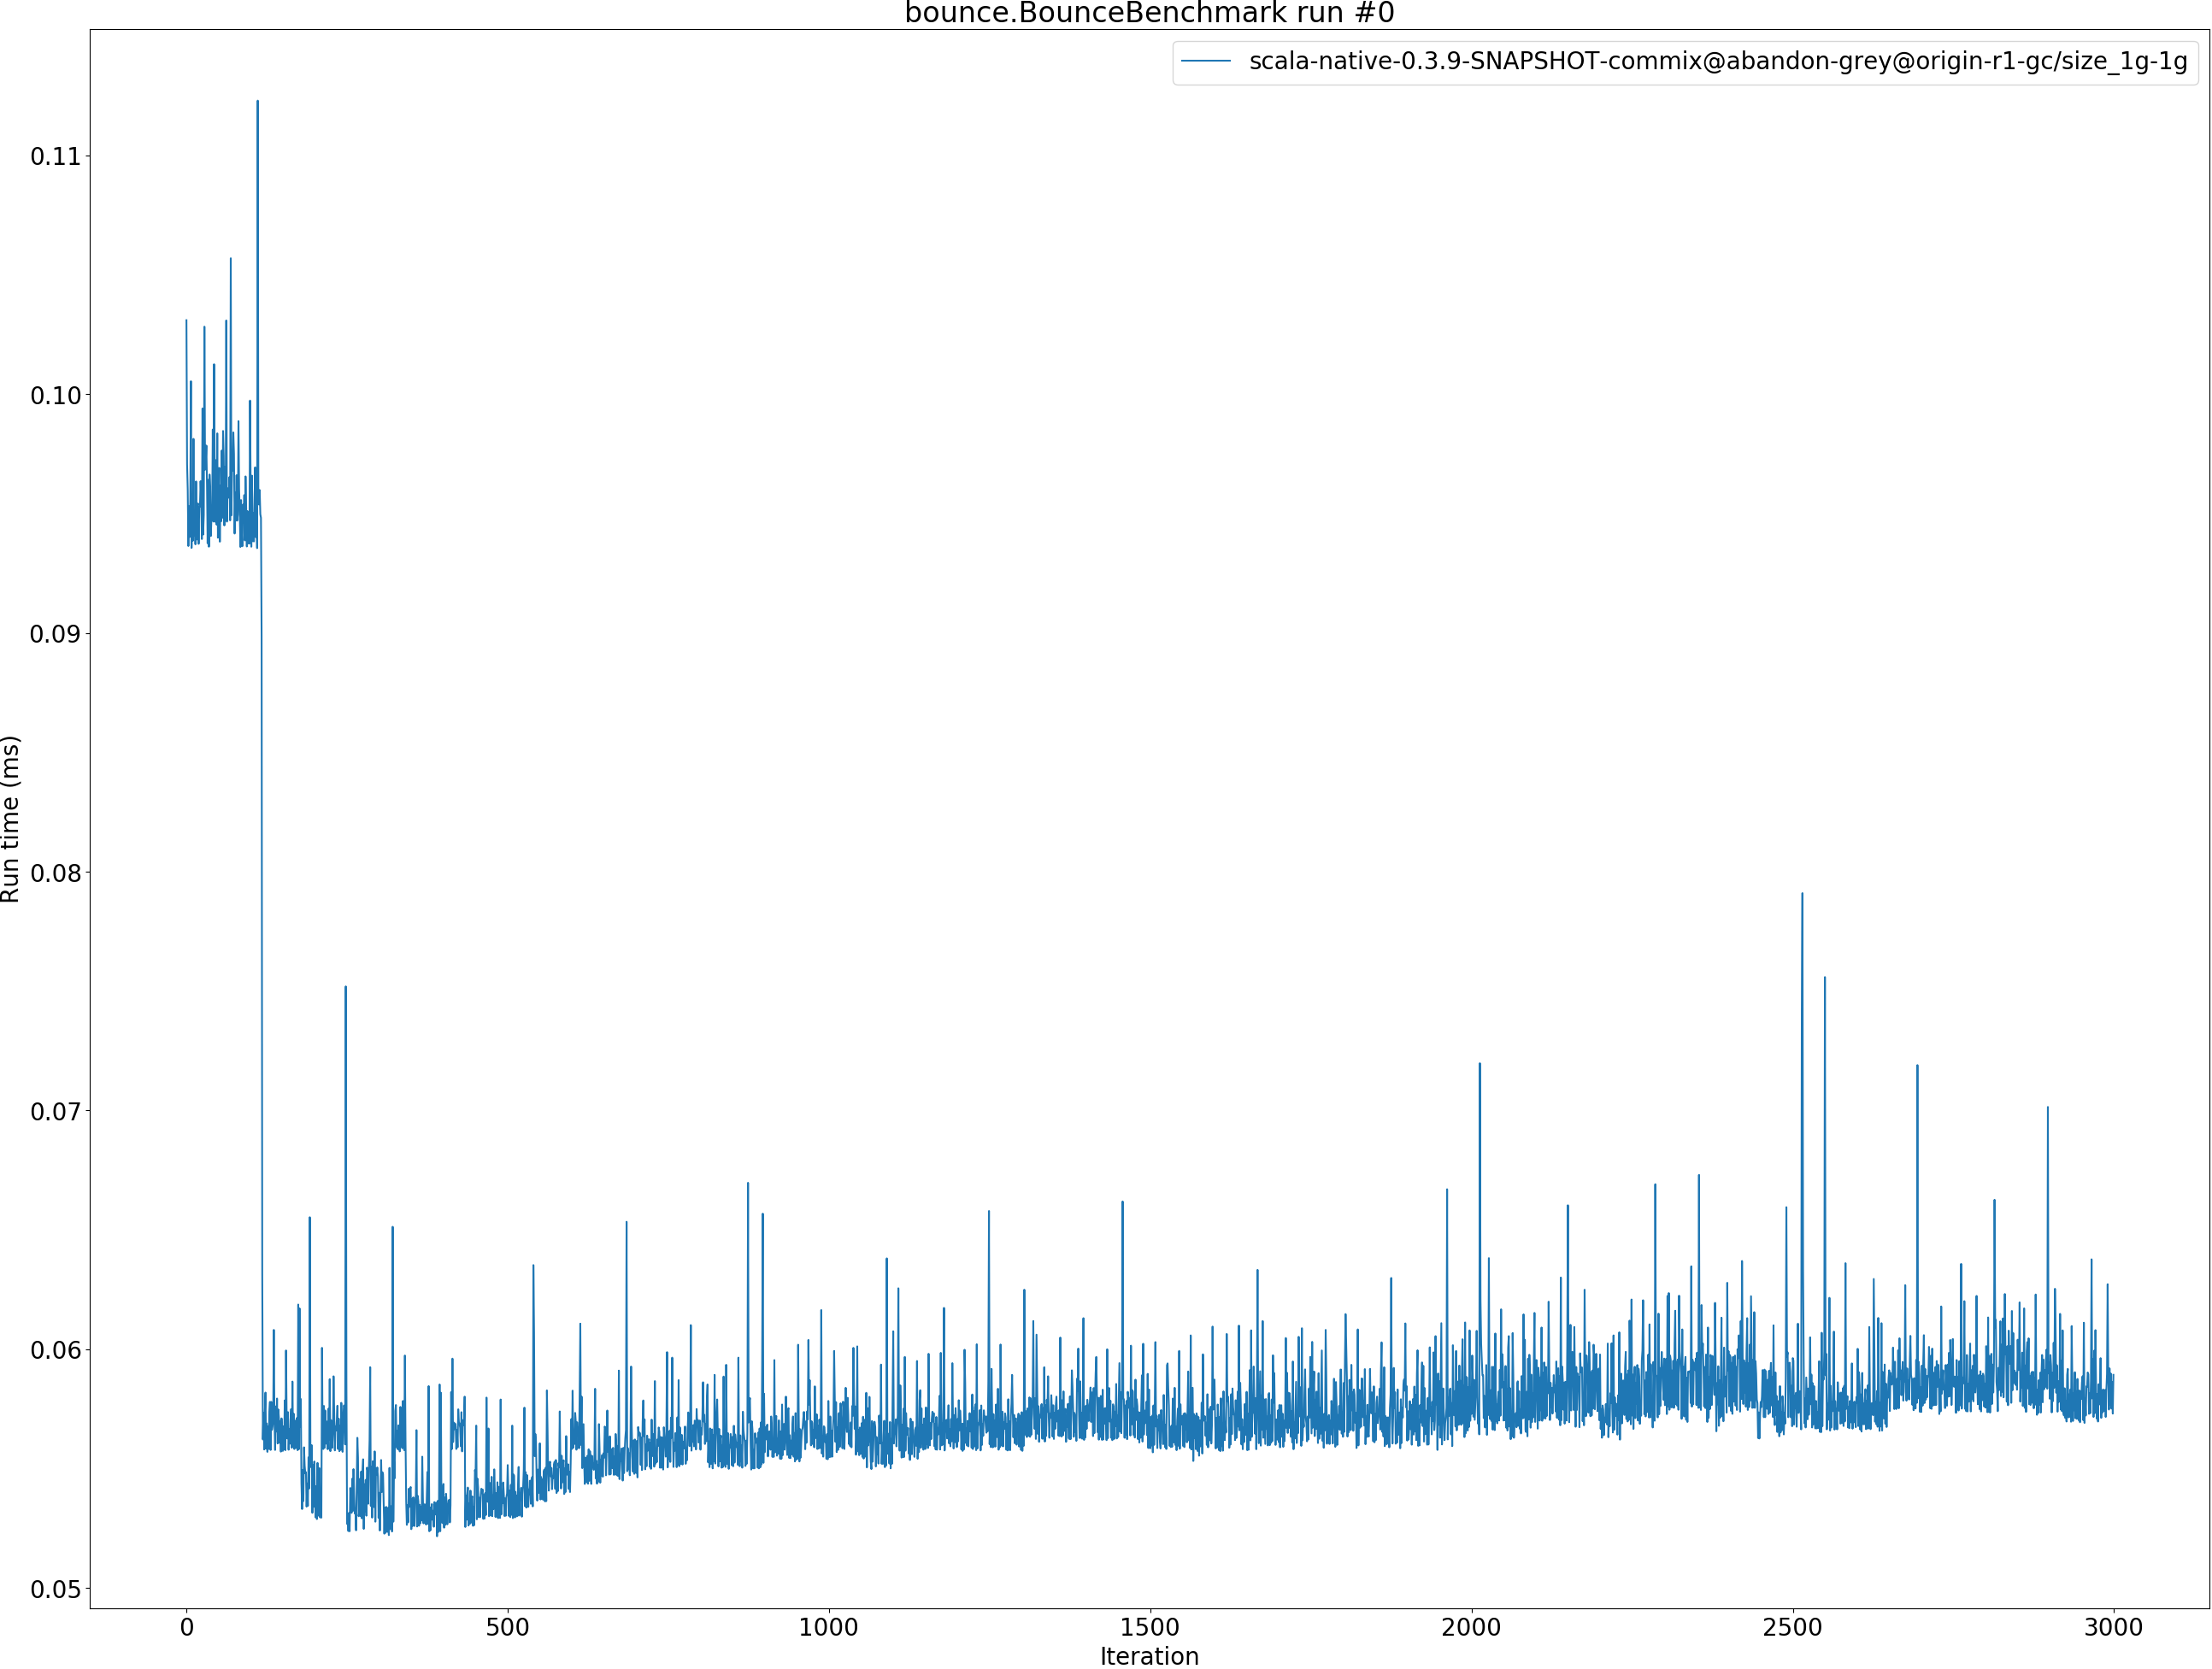 bounce.BounceBenchmark run #0
scala-native-0.3.9-SNAPSHOT-commix@abandon-grey@origin-r1-gc/size_1g-1g
Run time (ms)
0.11
0.10
0.09
0.08
0.07
0.06
0.05
0 500 1000 1500 2000 2500 3000
Iteration